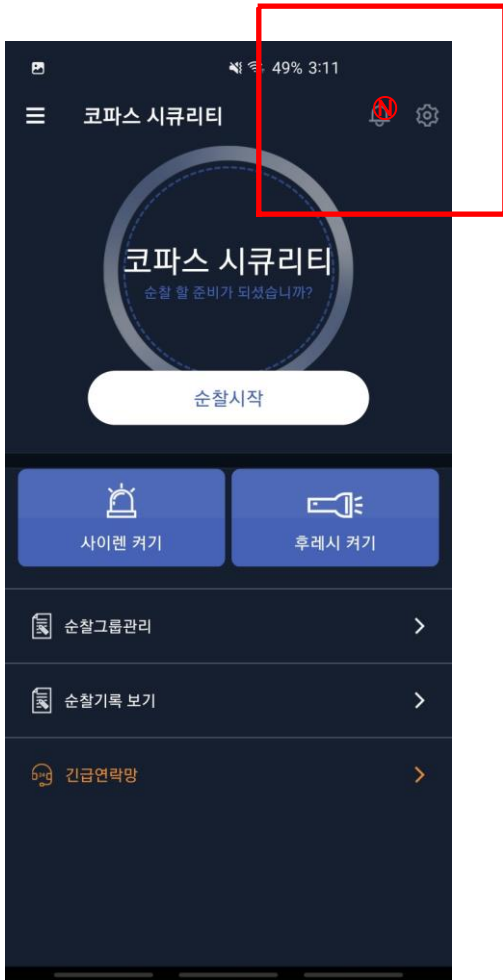 49% 3:11
코파스 시큐리티
N
코파스 시큐리티
순찰 할 준비가 되셨습니까?
순찰시작
사이렌 켜기
후레시 켜기
순찰그룹관리
순찰기록 보기
긴급연락망